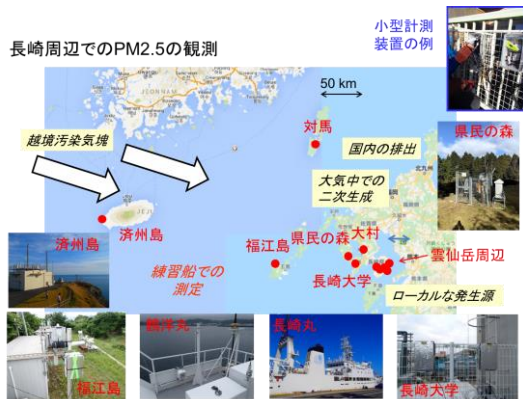 長崎周辺でのPM2.5の観測
小型計測
装置の例
50 km
越境汚染気塊
対馬
国内の排出
大気中での
二次生成
県民の森
北九州
JEJU
済州島
済州島
福江島
県民の森
大村
長崎大学
雲仙岳周辺
練習船での
測定
ローカルな発生源
福江島
鶴洋丸
長崎丸
長崎大学